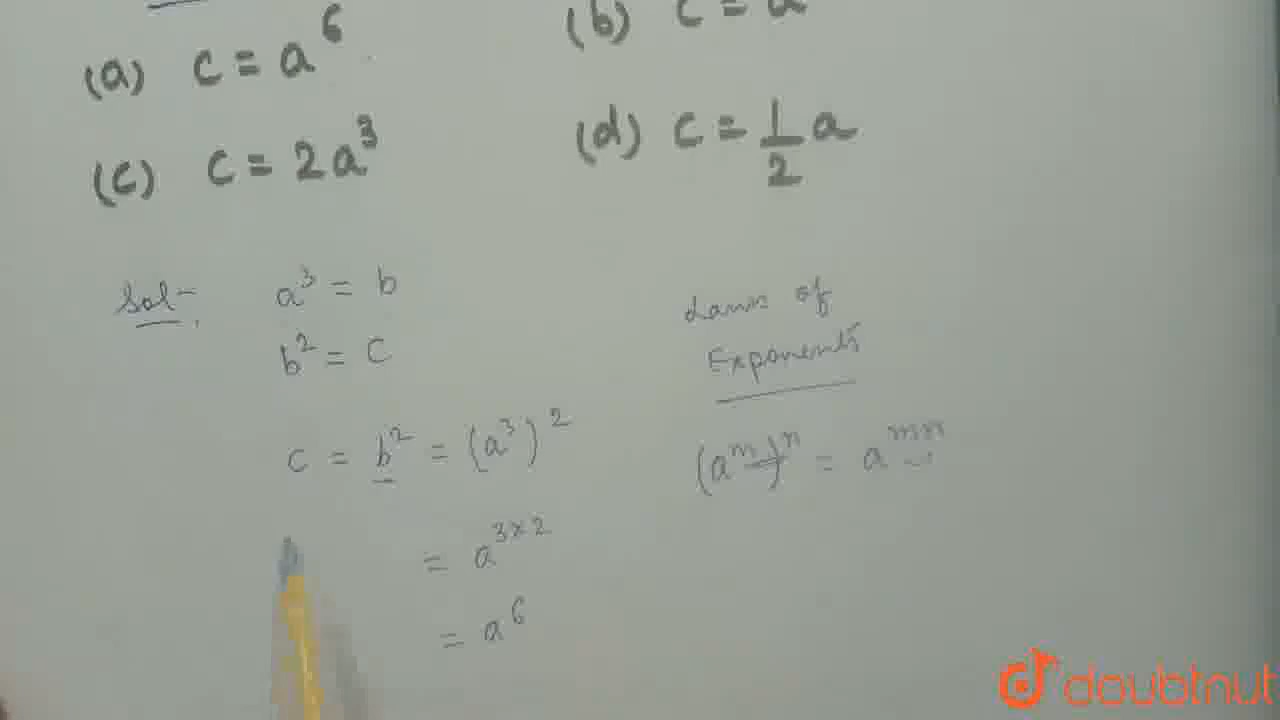 (a) c = a⁶ (b) c = a
(c) c = 2a³ (d) c = 1/2 a
Sol-
a³ = b
b² = c
Laws of
Exponents
c = b² = (a³)²
(aᵐ)ⁿ = aᵐⁿ
= a³ˣ²
= a⁶
doubtnut